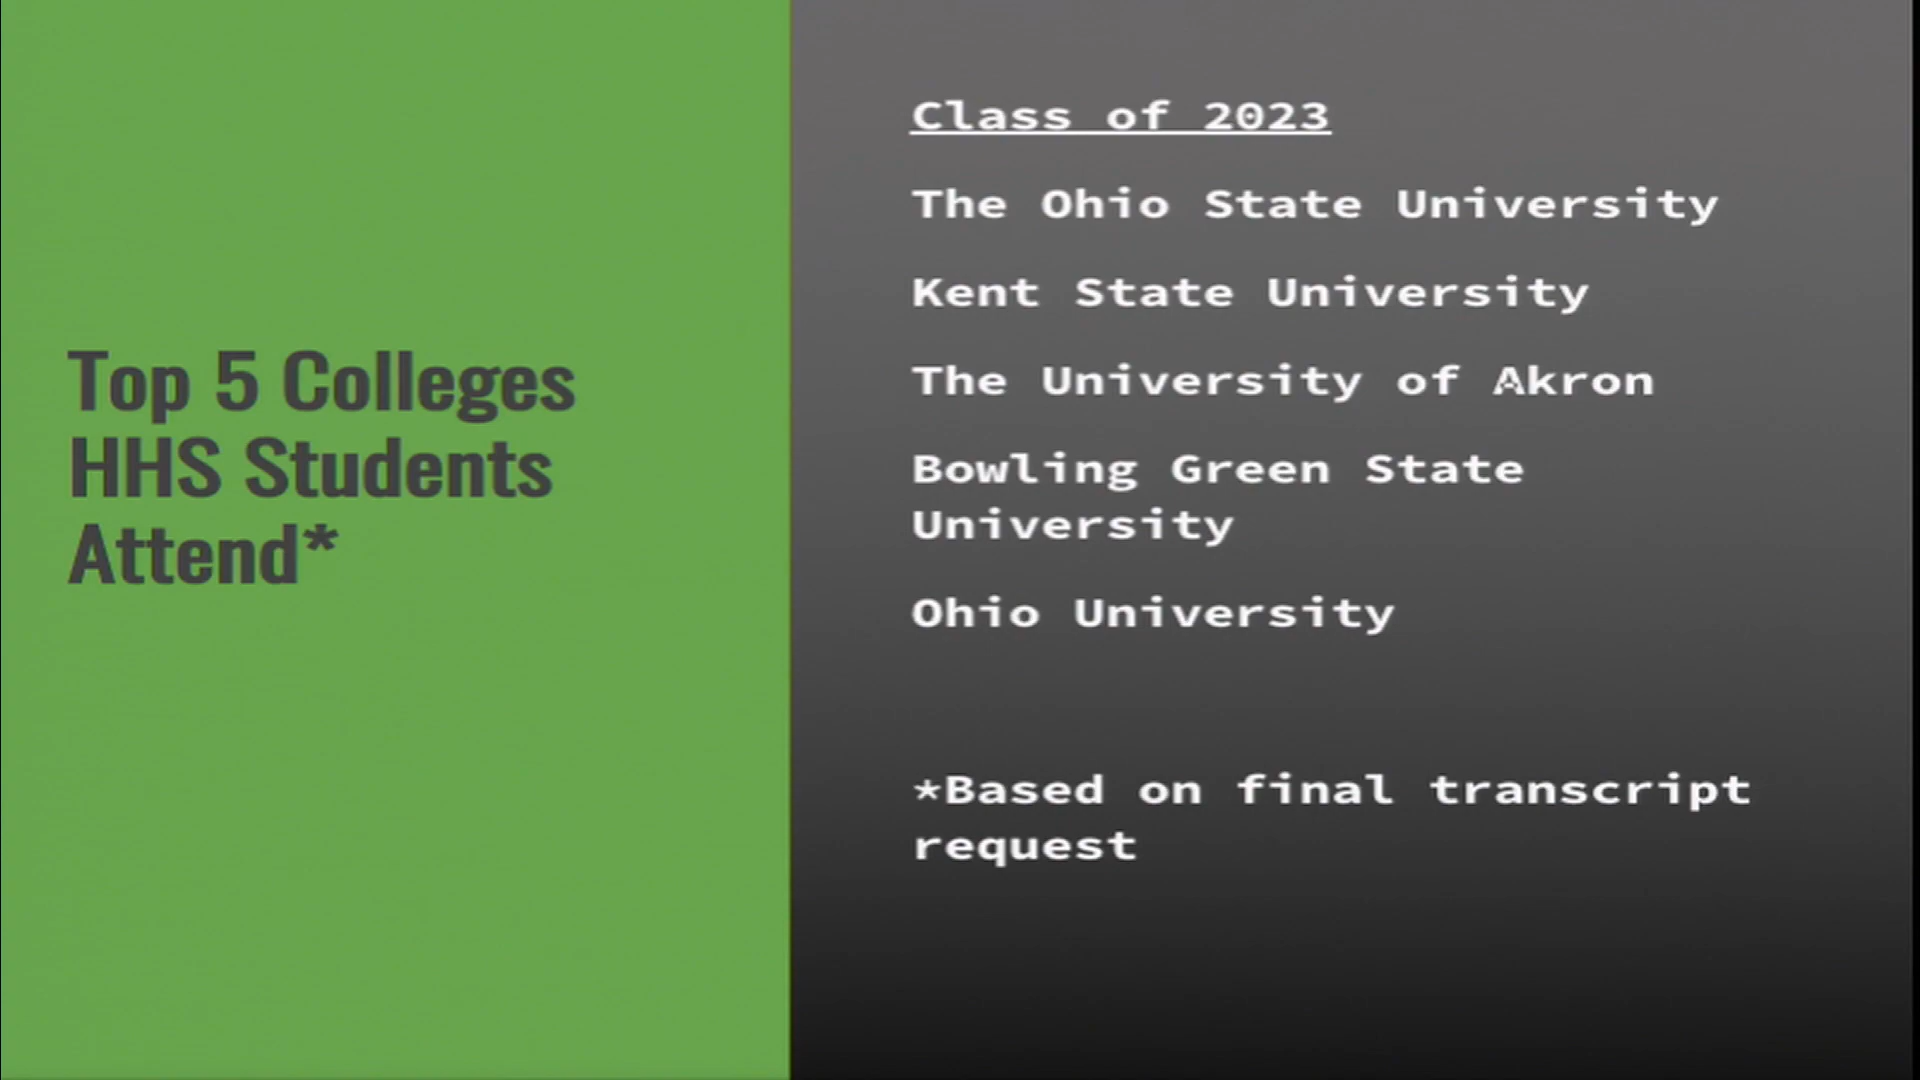 Top 5 Colleges
HHS Students
Attend*
Class of 2023
The Ohio State University
Kent State University
The University of Akron
Bowling Green State
University
Ohio University
*Based on final transcript
request